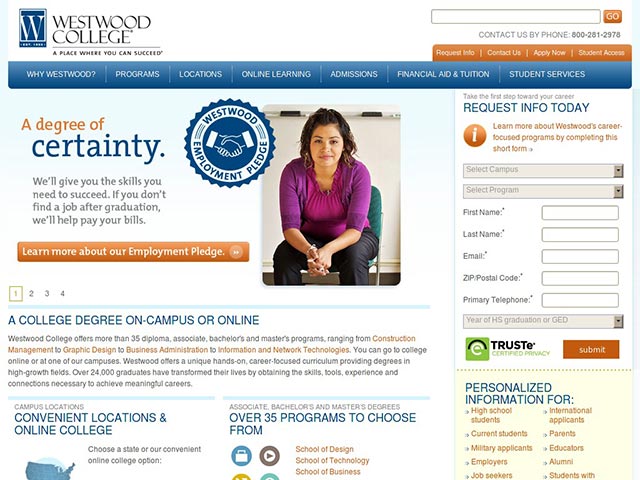 WESTWOOD
COLLEGE®
EST. 1953
A PLACE WHERE YOU CAN SUCCEED®
GO
CONTACT US BY PHONE: 800-281-2978
Request Info | Contact Us | Apply Now | Student Access
WHY WESTWOOD? PROGRAMS LOCATIONS ONLINE LEARNING ADMISSIONS FINANCIAL AID & TUITION STUDENT SERVICES
A degree of
certainty.
WESTWOOD
EMPLOYMENT PLEDGE
We'll give you the skills you
need to succeed. If you don't
find a job after graduation,
we'll help pay your bills.
Learn more about our Employment Pledge.
1 2 3 4
Take the first step toward your career
REQUEST INFO TODAY
Learn more about Westwood's career-
focused programs by completing this
short form
Select Campus
Select Program
First Name:*
Last Name:*
Email:*
ZIP/Postal Code:*
Primary Telephone:*
Year of HS graduation or GED
TRUSTe
CERTIFIED PRIVACY
submit
A COLLEGE DEGREE ON-CAMPUS OR ONLINE
Westwood College offers more than 35 diploma, associate, bachelor's and master's programs, ranging from Construction
Management to Graphic Design to Business Administration to Information and Network Technologies. You can go to college
online or at one of our campuses. Westwood offers a unique hands-on, career-focused curriculum providing degrees in
high-growth fields. Over 24,000 graduates have transformed their lives by obtaining the skills, tools, experience and
connections necessary to achieve meaningful careers.
CAMPUS LOCATIONS
CONVENIENT LOCATIONS &
ONLINE COLLEGE
Choose a state or our convenient
online college option:
ASSOCIATE, BACHELOR'S AND MASTER'S DEGREES
OVER 35 PROGRAMS TO CHOOSE
FROM
School of Design
School of Technology
School of Business
PERSONALIZED
INFORMATION FOR:
High school
students
Current students
Military applicants
Employers
Job seekers
International
applicants
Parents
Educators
Alumni
Students with